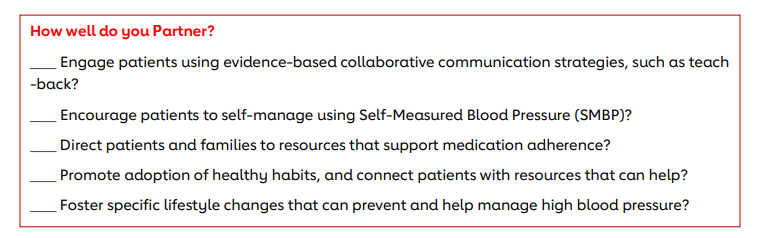 How well do you Partner?
____ Engage patients using evidence-based collaborative communication strategies, such as teach
-back?
____ Encourage patients to self-manage using Self-Measured Blood Pressure (SMBP)?
____ Direct patients and families to resources that support medication adherence?
____ Promote adoption of healthy habits, and connect patients with resources that can help?
____ Foster specific lifestyle changes that can prevent and help manage high blood pressure?